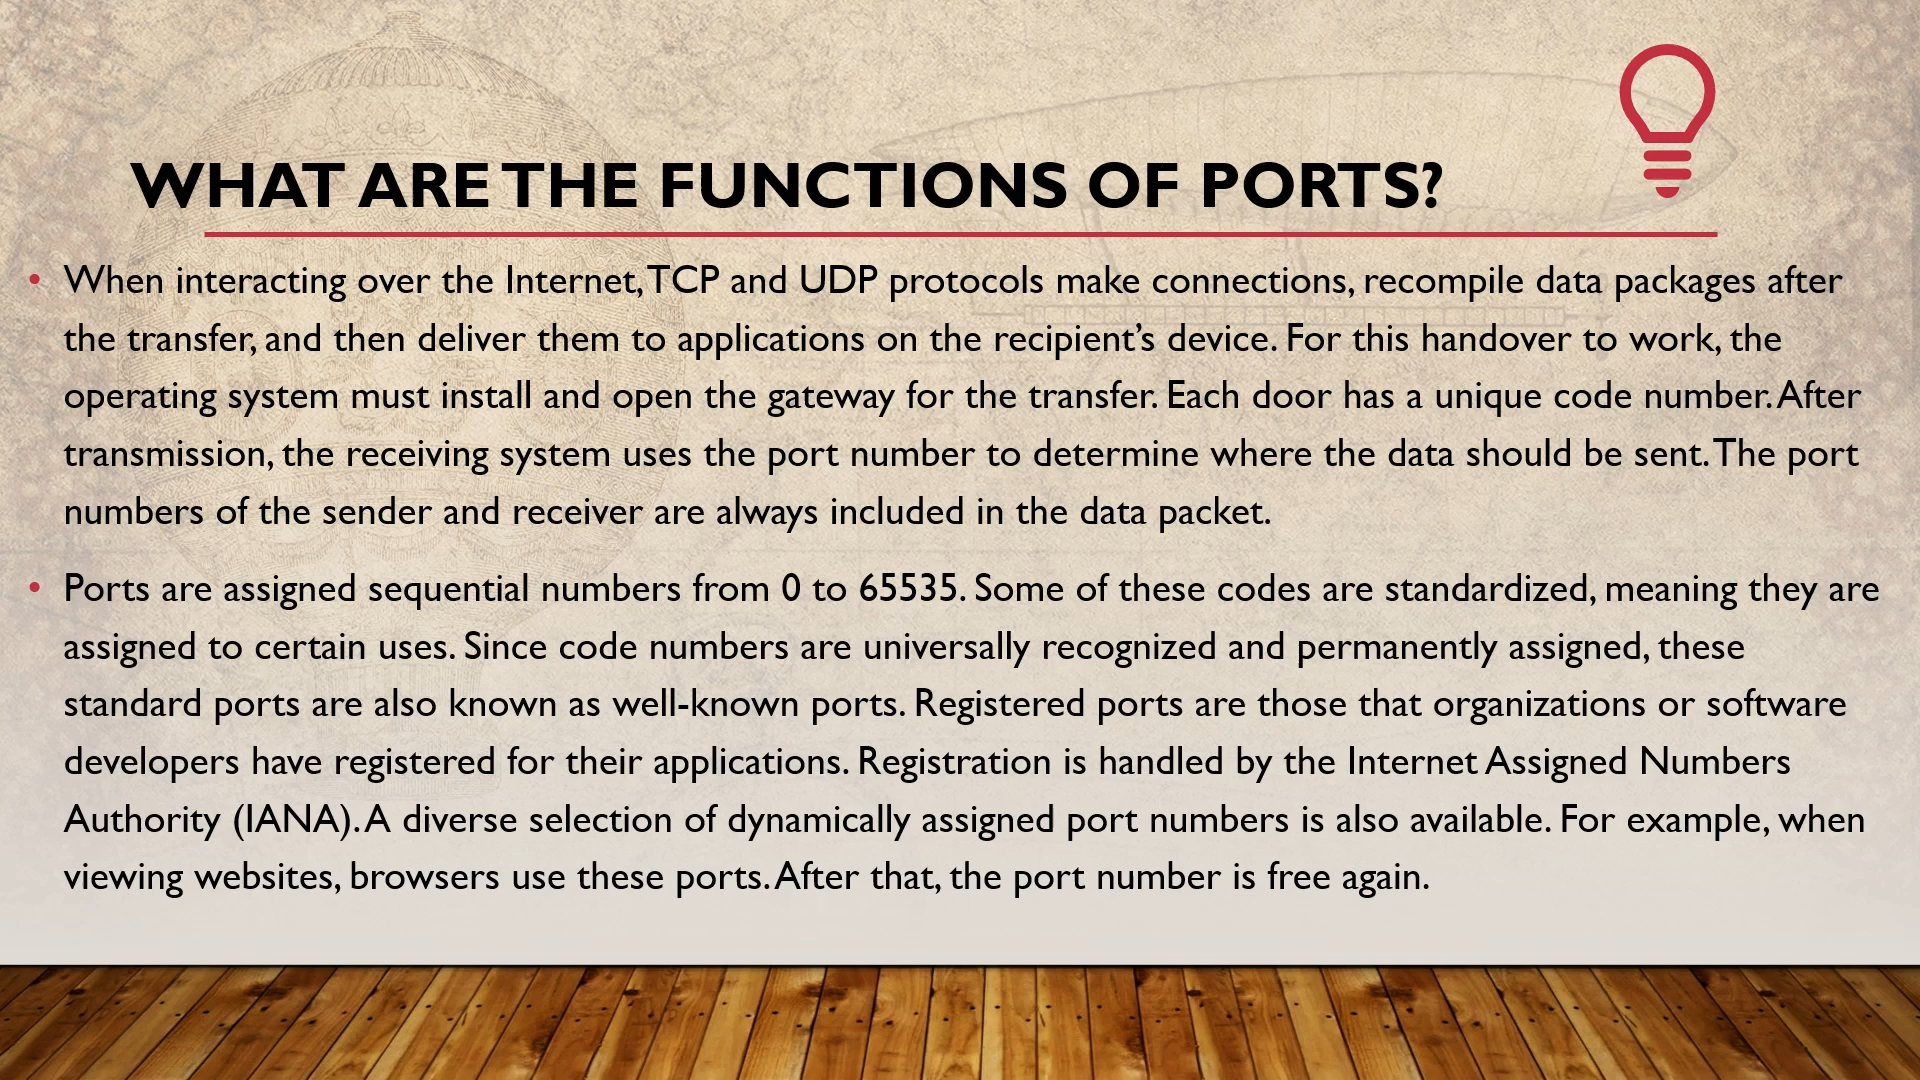 WHAT ARE THE FUNCTIONS OF PORTS?
• When interacting over the Internet, TCP and UDP protocols make connections, recompile data packages after
the transfer, and then deliver them to applications on the recipient’s device. For this handover to work, the
operating system must install and open the gateway for the transfer. Each door has a unique code number. After
transmission, the receiving system uses the port number to determine where the data should be sent. The port
numbers of the sender and receiver are always included in the data packet.
• Ports are assigned sequential numbers from 0 to 65535. Some of these codes are standardized, meaning they are
assigned to certain uses. Since code numbers are universally recognized and permanently assigned, these
standard ports are also known as well-known ports. Registered ports are those that organizations or software
developers have registered for their applications. Registration is handled by the Internet Assigned Numbers
Authority (IANA). A diverse selection of dynamically assigned port numbers is also available. For example, when
viewing websites, browsers use these ports. After that, the port number is free again.